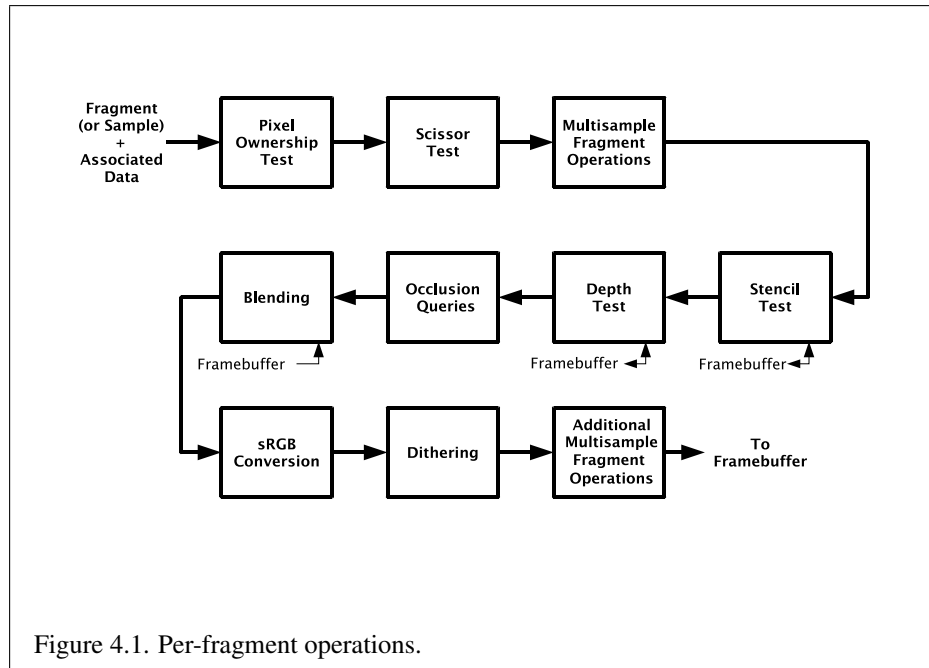 Fragment
(or Sample)
+
Associated
Data
Pixel
Ownership
Test
Scissor
Test
Multisample
Fragment
Operations
Blending
Occlusion
Queries
Depth
Test
Stencil
Test
Framebuffer
Framebuffer
Framebuffer
sRGB
Conversion
Dithering
Additional
Multisample
Fragment
Operations
To
Framebuffer
Figure 4.1. Per-fragment operations.